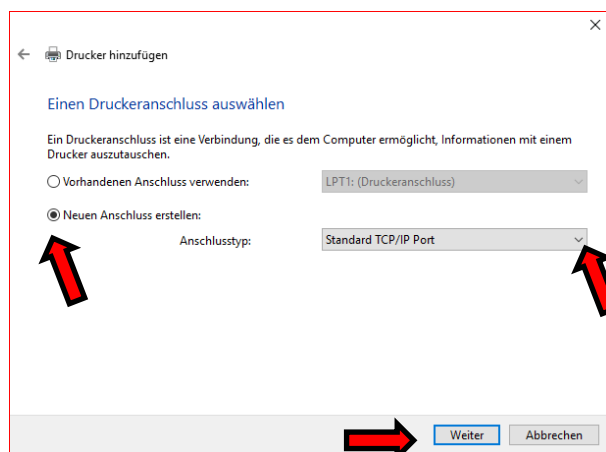 Drucker hinzufügen
Einen Druckeranschluss auswählen
Ein Druckeranschluss ist eine Verbindung, die es dem Computer ermöglicht, Informationen mit einem
Drucker auszutauschen.
Vorhandenen Anschluss verwenden: LPT1: (Druckeranschluss)
Neuen Anschluss erstellen:
Anschlusstyp: Standard TCP/IP Port
Weiter Abbrechen